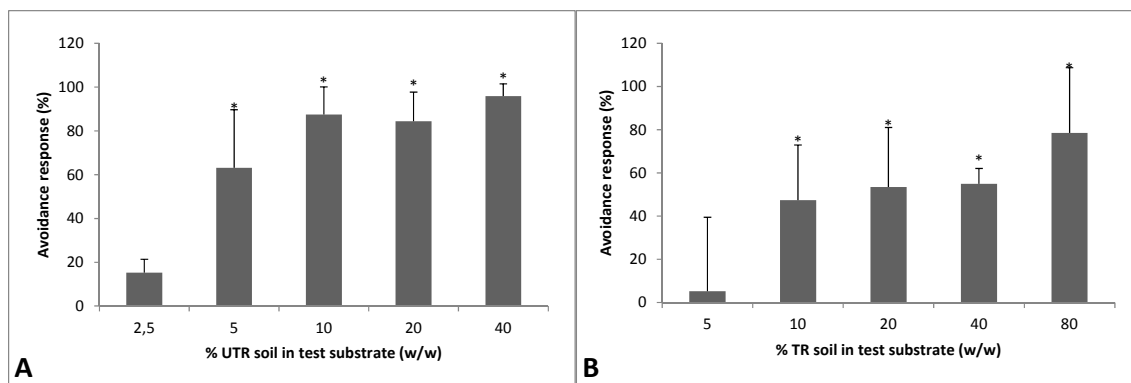 120
100
80
60
40
20
0
Avoidance response (%)
*
*
*
*
2,5 5 10 20 40
% UTR soil in test substrate (w/w)
A
120
100
80
60
40
20
0
Avoidance response (%)
*
*
*
*
5 10 20 40 80
% TR soil in test substrate (w/w)
B